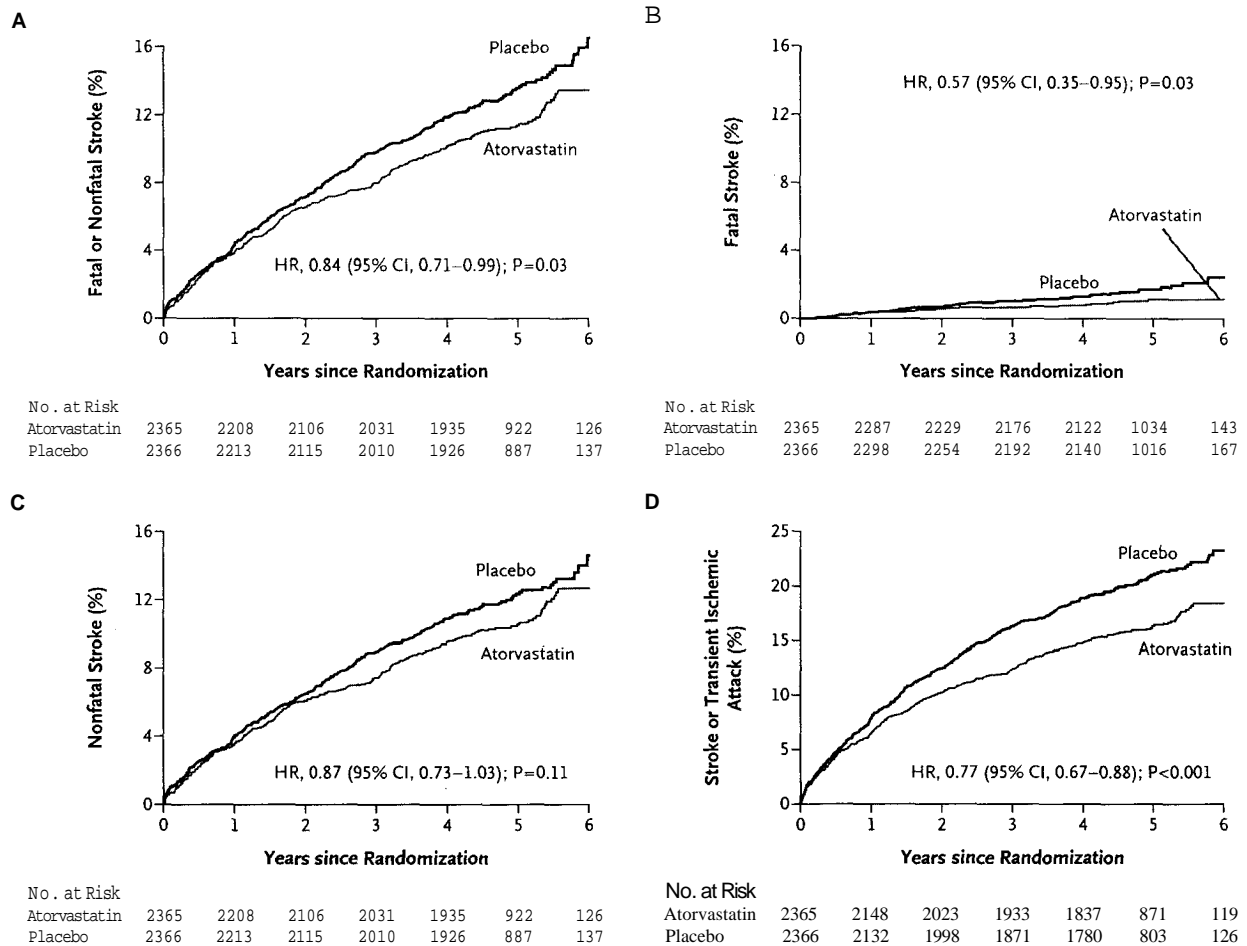 A
Fatal or Nonfatal Stroke (%)
16
12
8
4
0
Placebo
Atorvastatin
HR, 0.84 (95% CI, 0.71–0.99); P=0.03
0 1 2 3 4 5 6
Years since Randomization
No. at Risk
Atorvastatin 2365 2208 2106 2031 1935 922 126
Placebo 2366 2213 2115 2010 1926 887 137
B
Fatal Stroke (%)
16
12
8
4
0
HR, 0.57 (95% CI, 0.35–0.95); P=0.03
Atorvastatin
Placebo
0 1 2 3 4 5 6
Years since Randomization
No. at Risk
Atorvastatin 2365 2287 2229 2176 2122 1034 143
Placebo 2366 2298 2254 2192 2140 1016 167
C
Nonfatal Stroke (%)
16
12
8
4
0
Placebo
Atorvastatin
HR, 0.87 (95% CI, 0.73–1.03); P=0.11
0 1 2 3 4 5 6
Years since Randomization
No. at Risk
Atorvastatin 2365 2208 2106 2031 1935 922 126
Placebo 2366 2213 2115 2010 1926 887 137
D
Stroke or Transient Ischemic
Attack (%)
25
20
15
10
5
0
Placebo
Atorvastatin
HR, 0.77 (95% CI, 0.67–0.88); P<0.001
0 1 2 3 4 5 6
Years since Randomization
No. at Risk
Atorvastatin 2365 2148 2023 1933 1837 871 119
Placebo 2366 2132 1998 1871 1780 803 126